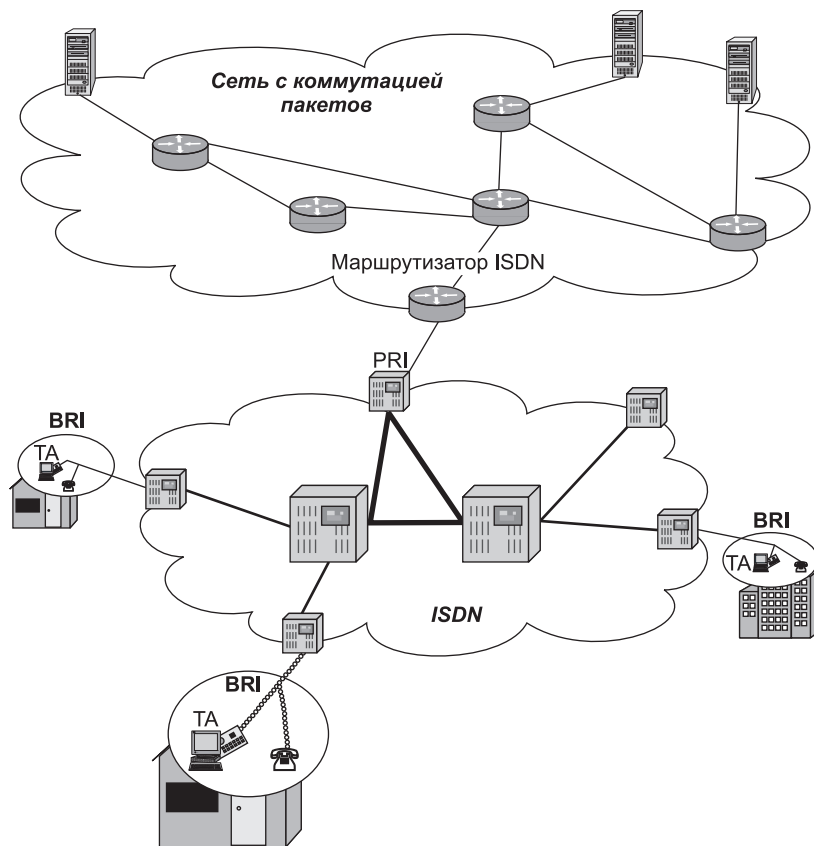 Сеть с коммутацией
пакетов
Маршрутизатор ISDN
PRI
BRI
TA
BRI
TA
ISDN
BRI
TA